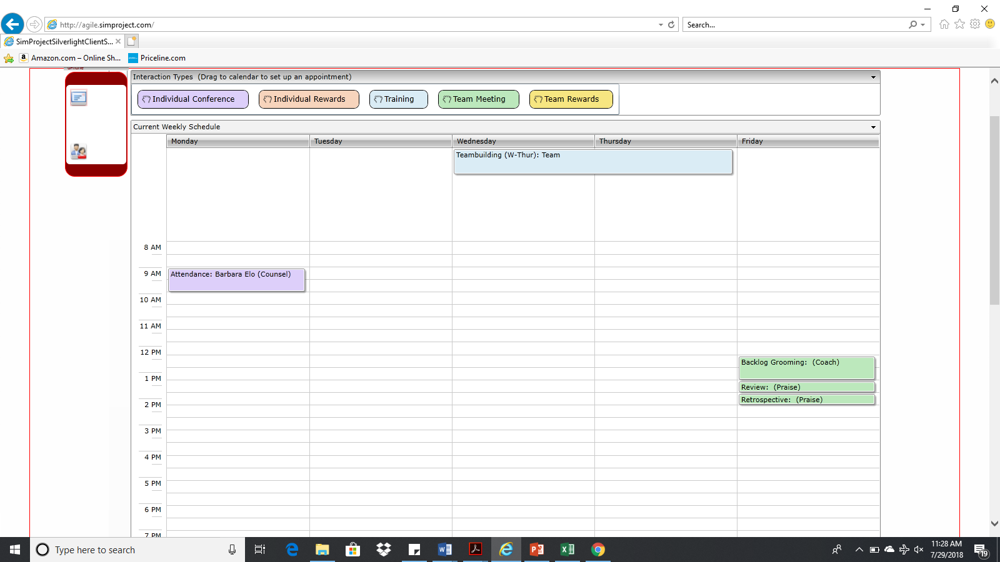 http://agile.simproject.com/
Search...
SimProjectSilverlightClientS...
Amazon.com – Online Sh...
Priceline.com
Interaction Types (Drag to calendar to set up an appointment)
Individual Conference
Individual Rewards
Training
Team Meeting
Team Rewards
Current Weekly Schedule
Monday
Tuesday
Wednesday
Thursday
Friday
Teambuilding (W-Thur): Team
8 AM
9 AM
Attendance: Barbara Elo (Counsel)
10 AM
11 AM
12 PM
Backlog Grooming: (Coach)
1 PM
Review: (Praise)
Retrospective: (Praise)
2 PM
3 PM
4 PM
5 PM
6 PM
7 PM
Type here to search
11:28 AM
7/29/2018
19